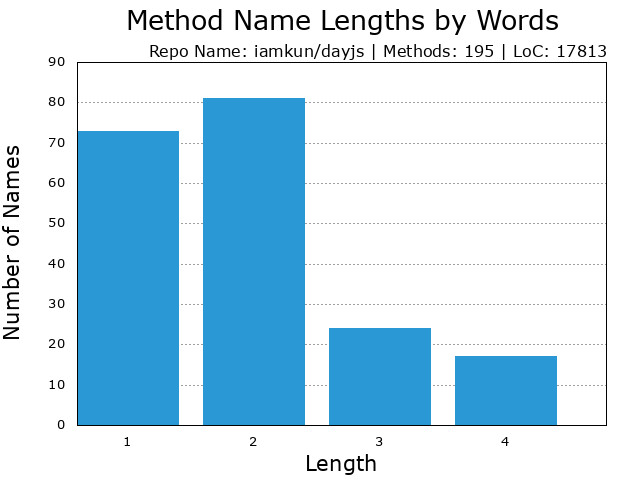 Method Name Lengths by Words
Repo Name: iamkun/dayjs | Methods: 195 | LoC: 17813
Number of Names
90
80
70
60
50
40
30
20
10
0
1 2 3 4
Length